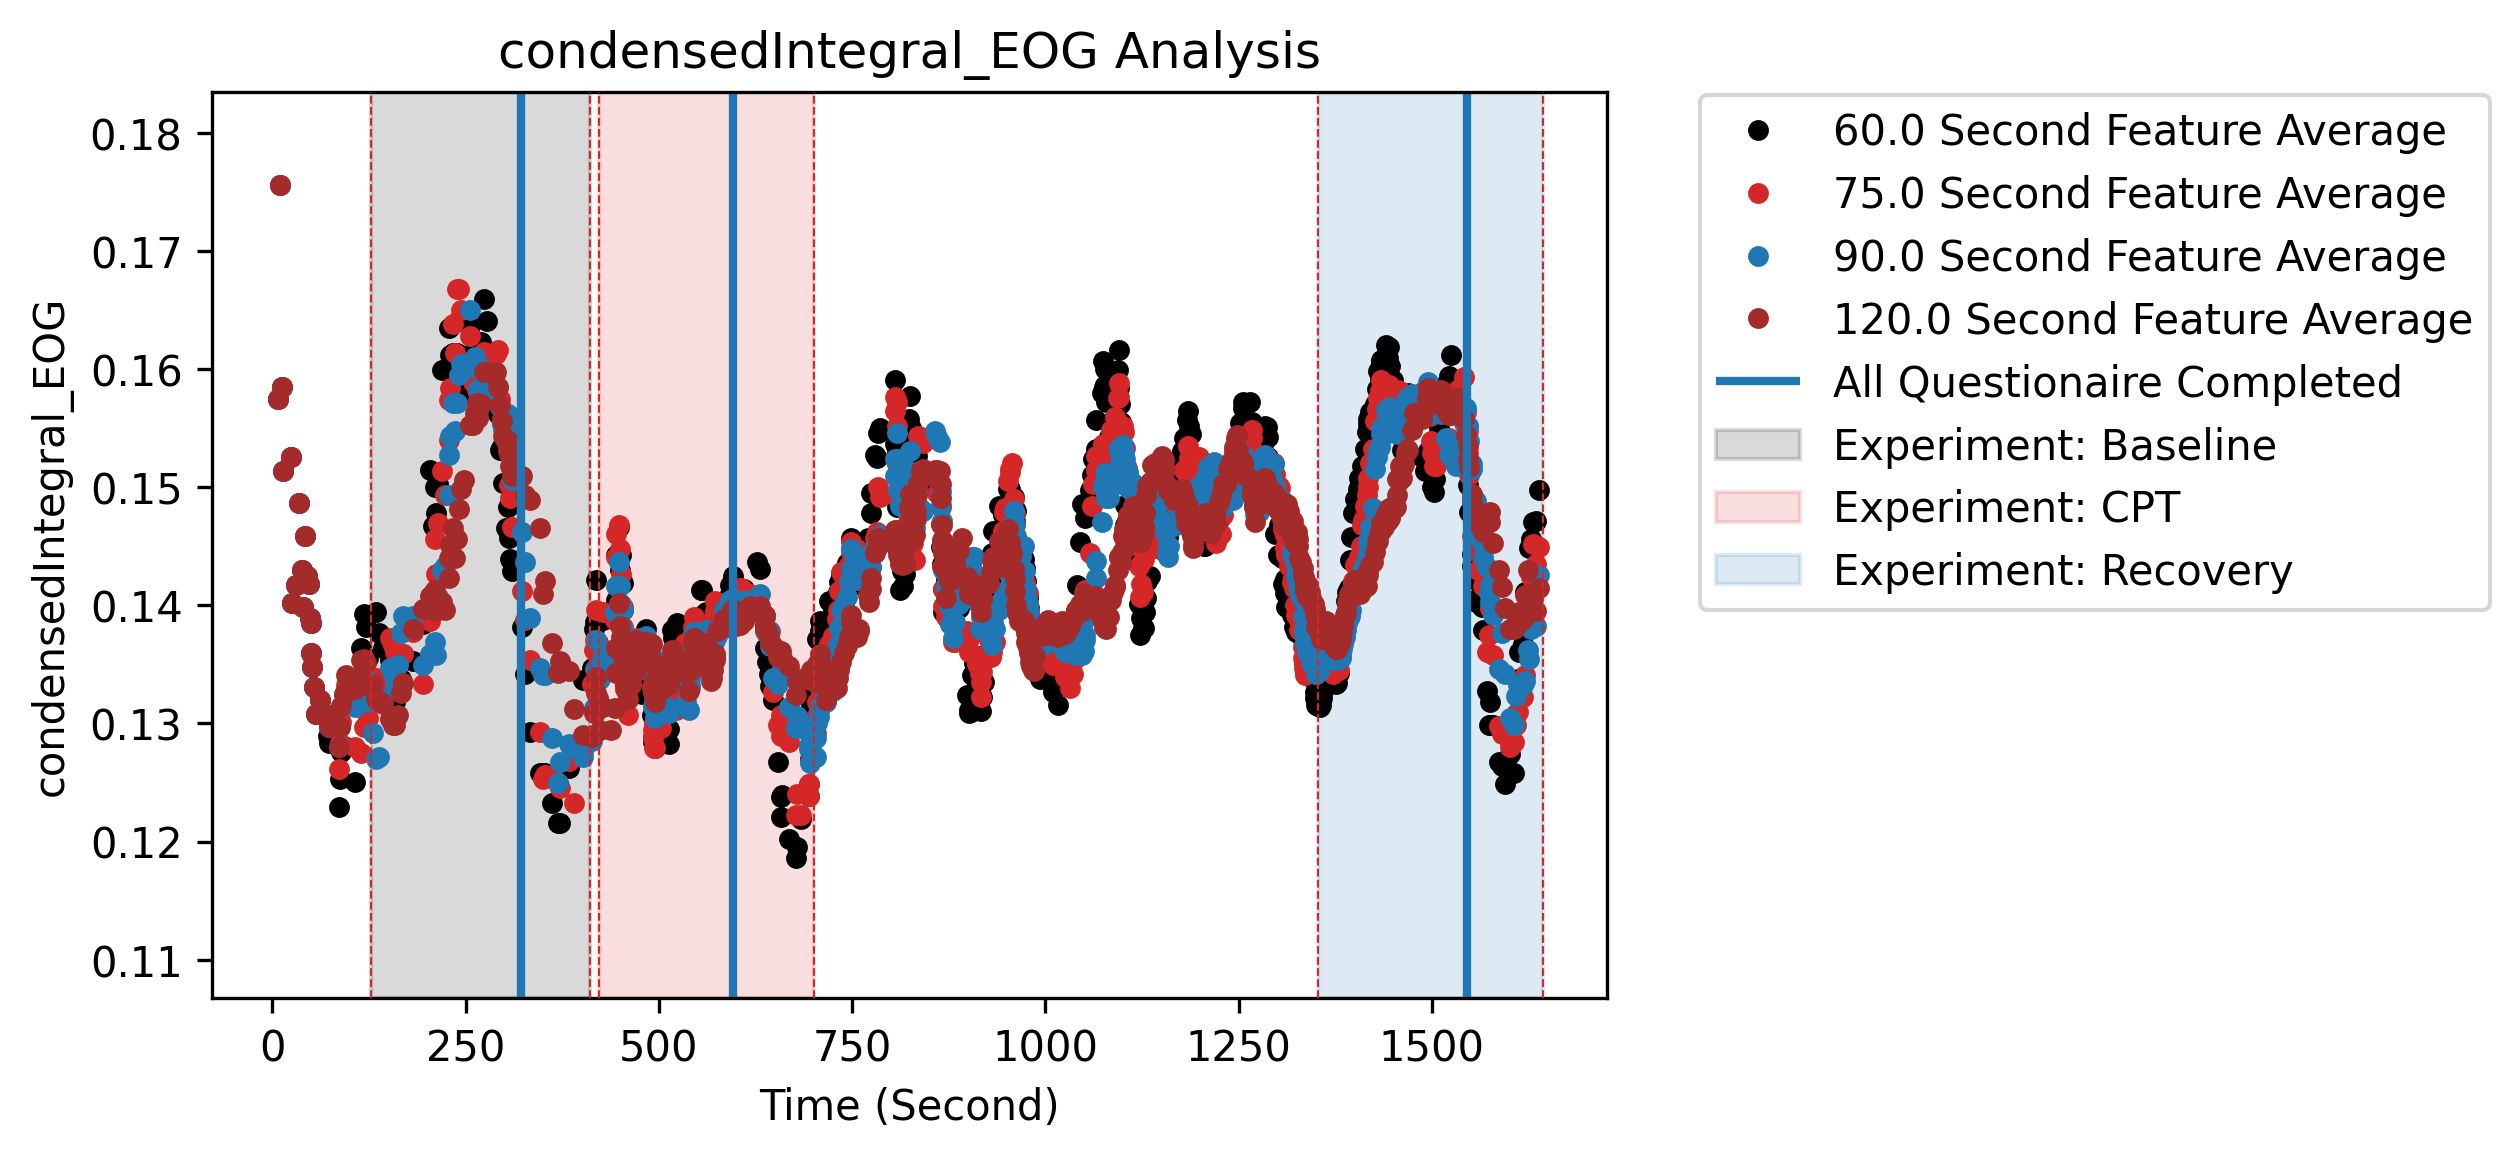 condensedIntegral_EOG Analysis
0.18
0.17
0.16
0.15
0.14
0.13
0.12
0.11
condensedIntegral_EOG
0
250
500
750
1000
1250
1500
Time (Second)
60.0 Second Feature Average
75.0 Second Feature Average
90.0 Second Feature Average
120.0 Second Feature Average
All Questionaire Completed
Experiment: Baseline
Experiment: CPT
Experiment: Recovery